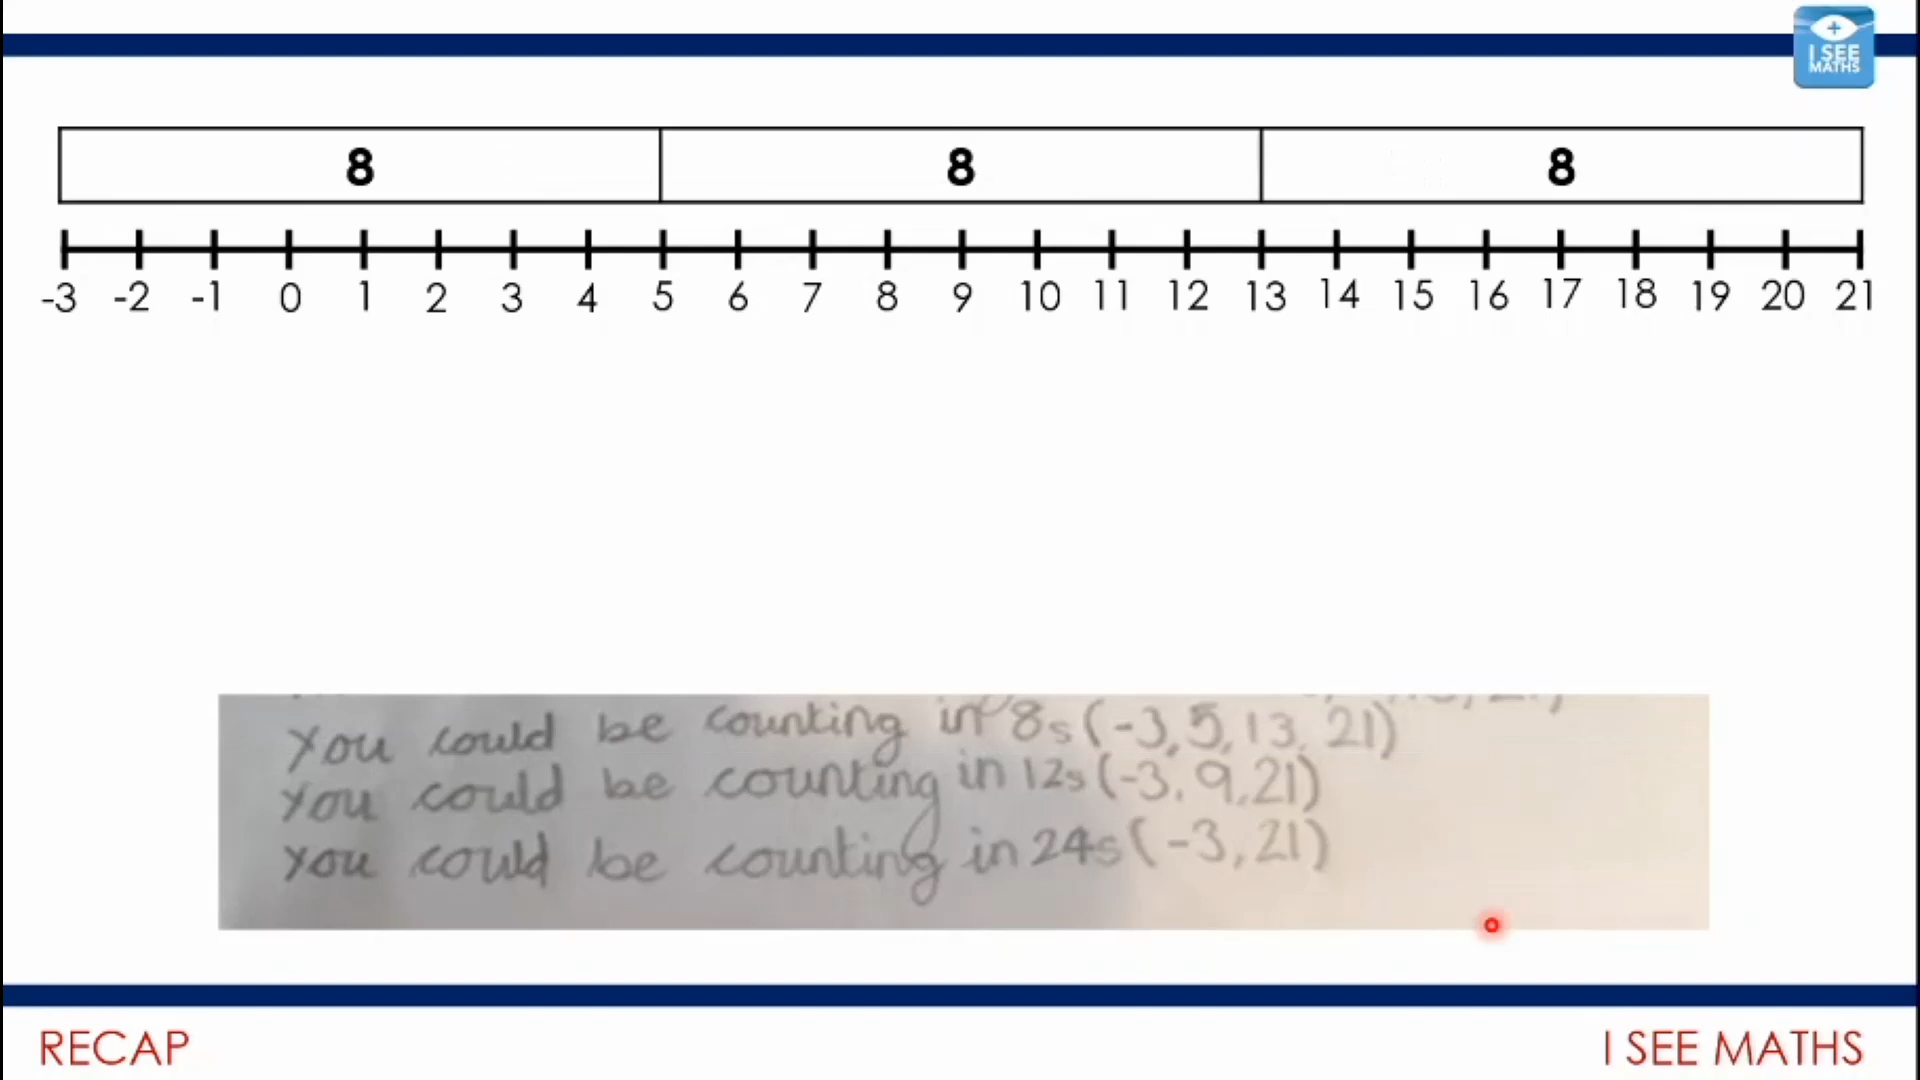 +
I SEE
MATHS
8 8 8
-3 -2 -1 0 1 2 3 4 5 6 7 8 9 10 11 12 13 14 15 16 17 18 19 20 21
You could be counting in 8s (-3, 5, 13, 21)
You could be counting in 12s (-3, 9, 21)
You could be counting in 24s (-3, 21)
RECAP
I SEE MATHS